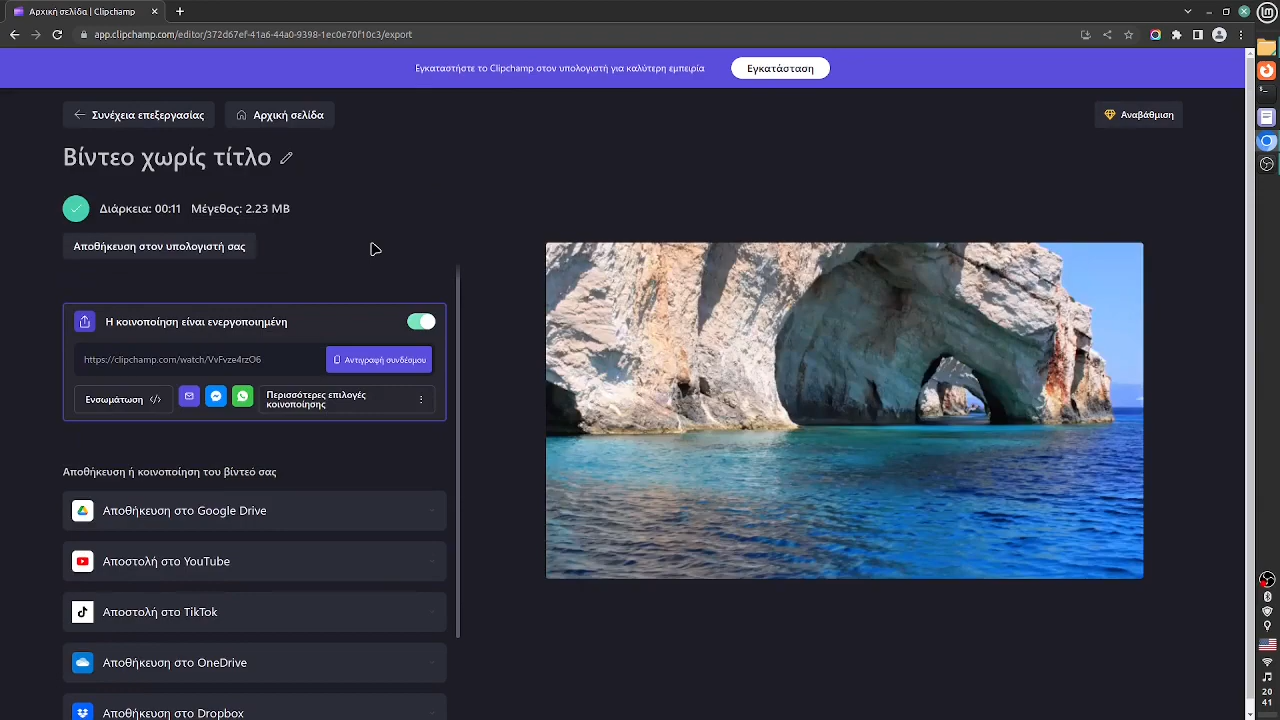 Αρχική σελίδα | Clipchamp
app.clipchamp.com/editor/372d67ef-41a6-44a0-9398-1ec0e70f10c3/export
Εγκαταστήστε το Clipchamp στον υπολογιστή για καλύτερη εμπειρία
Εγκατάσταση
Συνέχεια επεξεργασίας
Αρχική σελίδα
Αναβάθμιση
Βίντεο χωρίς τίτλο
Διάρκεια: 00:11 Μέγεθος: 2.23 MB
Αποθήκευση στον υπολογιστή σας
Η κοινοποίηση είναι ενεργοποιημένη
https://clipchamp.com/watch/VvFvze4rzO6
Αντιγραφή συνδέσμου
Ενσωμάτωση
Περισσότερες επιλογές
κοινοποίησης
Αποθήκευση ή κοινοποίηση του βίντεό σας
Αποθήκευση στο Google Drive
Αποστολή στο YouTube
Αποστολή στο TikTok
Αποθήκευση στο OneDrive
Αποθήκευση στο Dropbox
20
41